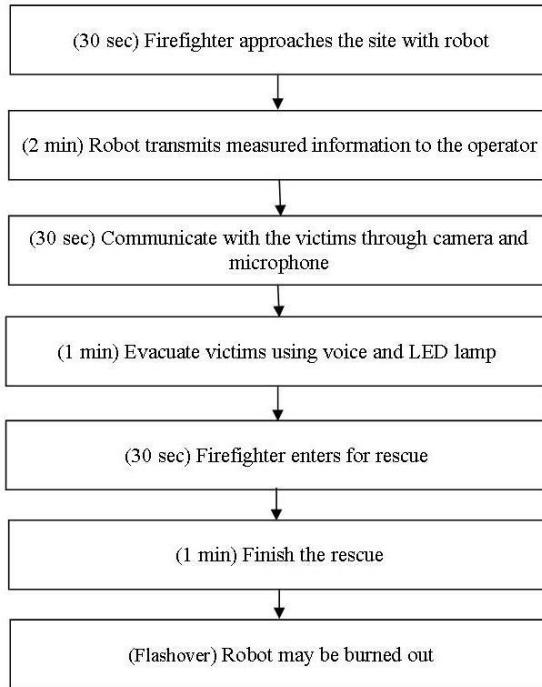 (30 sec) Firefighter approaches the site with robot
(2 min) Robot transmits measured information to the operator
(30 sec) Communicate with the victims through camera and
microphone
(1 min) Evacuate victims using voice and LED lamp
(30 sec) Firefighter enters for rescue
(1 min) Finish the rescue
(Flashover) Robot may be burned out